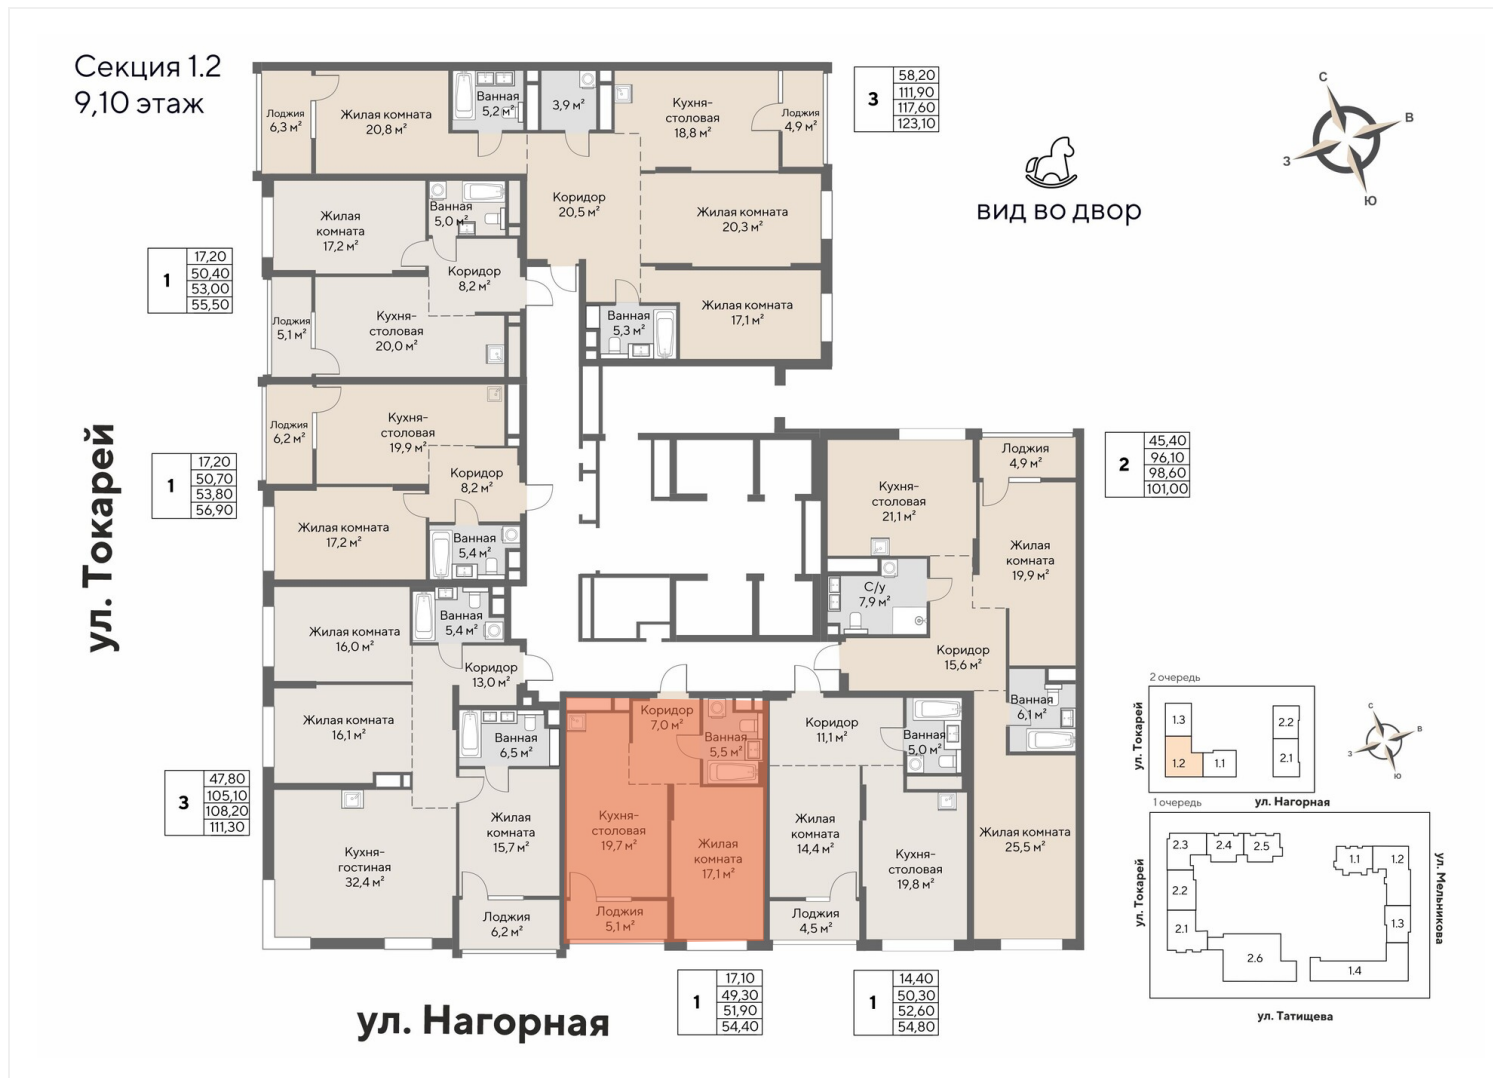 Секция 1.2
9,10 этаж
Лоджия
6,3 м²
Жилая комната
20,8 м²
Ванная
5,2 м²
3,9 м²
Кухня-
столовая
18,8 м²
Лоджия
4,9 м²
3
58,20
111,90
117,60
123,10
С
В
З
Ю
вид во двор
Жилая
комната
17,2 м²
Ванная
5,0 м²
Коридор
20,5 м²
Жилая комната
20,3 м²
1
17,20
50,40
53,00
55,50
Коридор
8,2 м²
Лоджия
5,1 м²
Кухня-
столовая
20,0 м²
Ванная
5,3 м²
Жилая комната
17,1 м²
ул. Токарей
Лоджия
6,2 м²
Кухня-
столовая
19,9 м²
1
17,20
50,70
53,80
56,90
Коридор
8,2 м²
Жилая комната
17,2 м²
Ванная
5,4 м²
Кухня-
столовая
21,1 м²
Лоджия
4,9 м²
2
45,40
96,10
98,60
101,00
Жилая
комната
19,9 м²
С/у
7,9 м²
Жилая комната
16,0 м²
Ванная
5,4 м²
Коридор
13,0 м²
Коридор
15,6 м²
Жилая комната
16,1 м²
Ванная
6,5 м²
Коридор
7,0 м²
Ванная
5,5 м²
Коридор
11,1 м²
Ванная
5,0 м²
Ванная
6,1 м²
3
47,80
105,10
108,20
111,30
Кухня-
гостиная
32,4 м²
Жилая
комната
15,7 м²
Кухня-
столовая
19,7 м²
Жилая
комната
17,1 м²
Жилая
комната
14,4 м²
Кухня-
столовая
19,8 м²
Жилая комната
25,5 м²
Лоджия
6,2 м²
Лоджия
5,1 м²
Лоджия
4,5 м²
1
17,10
49,30
51,90
54,40
1
14,40
50,30
52,60
54,80
ул. Нагорная
2 очередь
ул. Токарей
1.3
1.2
1.1
2.2
2.1
С
В
З
Ю
ул. Нагорная
1 очередь
ул. Токарей
2.3
2.4
2.5
2.2
2.1
2.6
1.1
1.2
1.3
1.4
ул. Мельникова
ул. Татищева